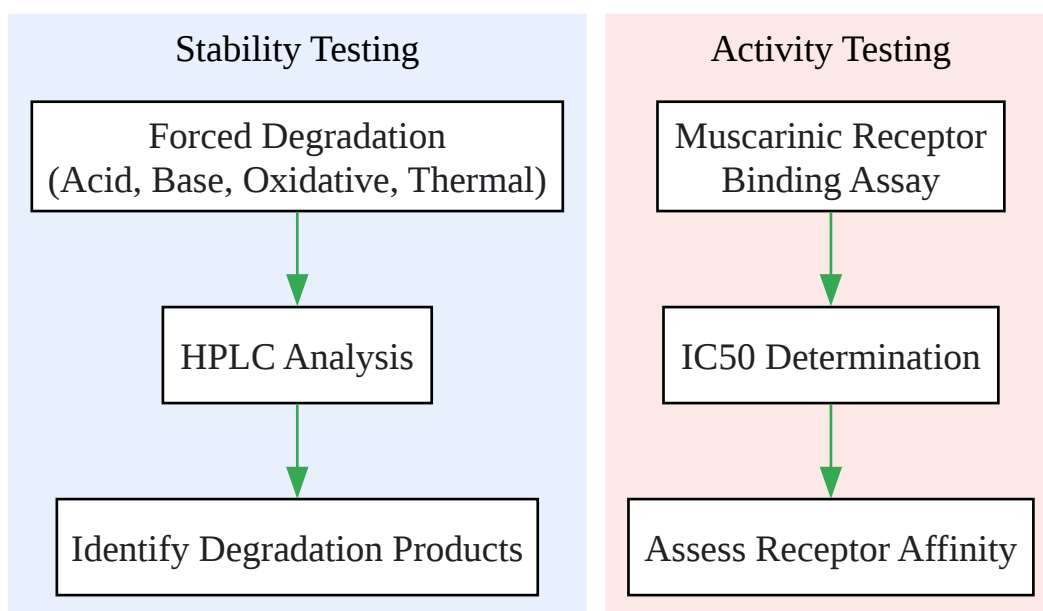 Stability Testing
Forced Degradation
(Acid, Base, Oxidative, Thermal)
HPLC Analysis
Identify Degradation Products
Activity Testing
Muscarinic Receptor
Binding Assay
IC50 Determination
Assess Receptor Affinity